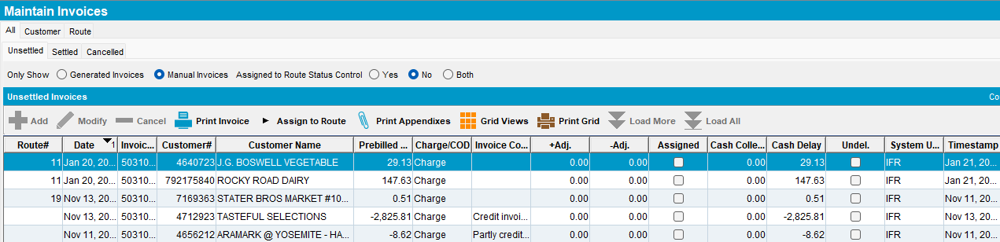 Maintain Invoices
All Customer Route
Unsettled Settled Cancelled
Only Show Generated Invoices Manual Invoices Assigned to Route Status Control Yes No Both
Unsettled Invoices Co
Add Modify Cancel Print Invoice Assign to Route Print Appendixes Grid Views Print Grid Load More Load All
Route# Date 1 Invoic... Customer# Customer Name Prebilled ... Charge/COD Invoice Co... +Adj. -Adj. Assigned Cash Colle... Cash Delay Undel. System U... Timestamp
11 Jan 20, 20... 50310... 4640723 J.G. BOSWELL VEGETABLE 29.13 Charge 0.00 0.00 0.00 29.13 IFR Jan 21, 20...
11 Jan 20, 20... 50310... 792175840 ROCKY ROAD DAIRY 147.63 Charge 0.00 0.00 0.00 147.63 IFR Jan 21, 20...
19 Nov 13, 20... 50310... 7169363 STATER BROS MARKET #10... 0.51 Charge 0.00 0.00 0.00 0.51 IFR Nov 11, 20...
Nov 13, 20... 50310... 4712923 TASTEFUL SELECTIONS -2,825.81 Charge Credit invoi... 0.00 0.00 0.00 -2,825.81 IFR Nov 13, 20...
Nov 11, 20... 50310... 4656212 ARAMARK @ YOSEMITE - HA... -8.62 Charge Partly credit... 0.00 0.00 0.00 -8.62 IFR Nov 11, 20...